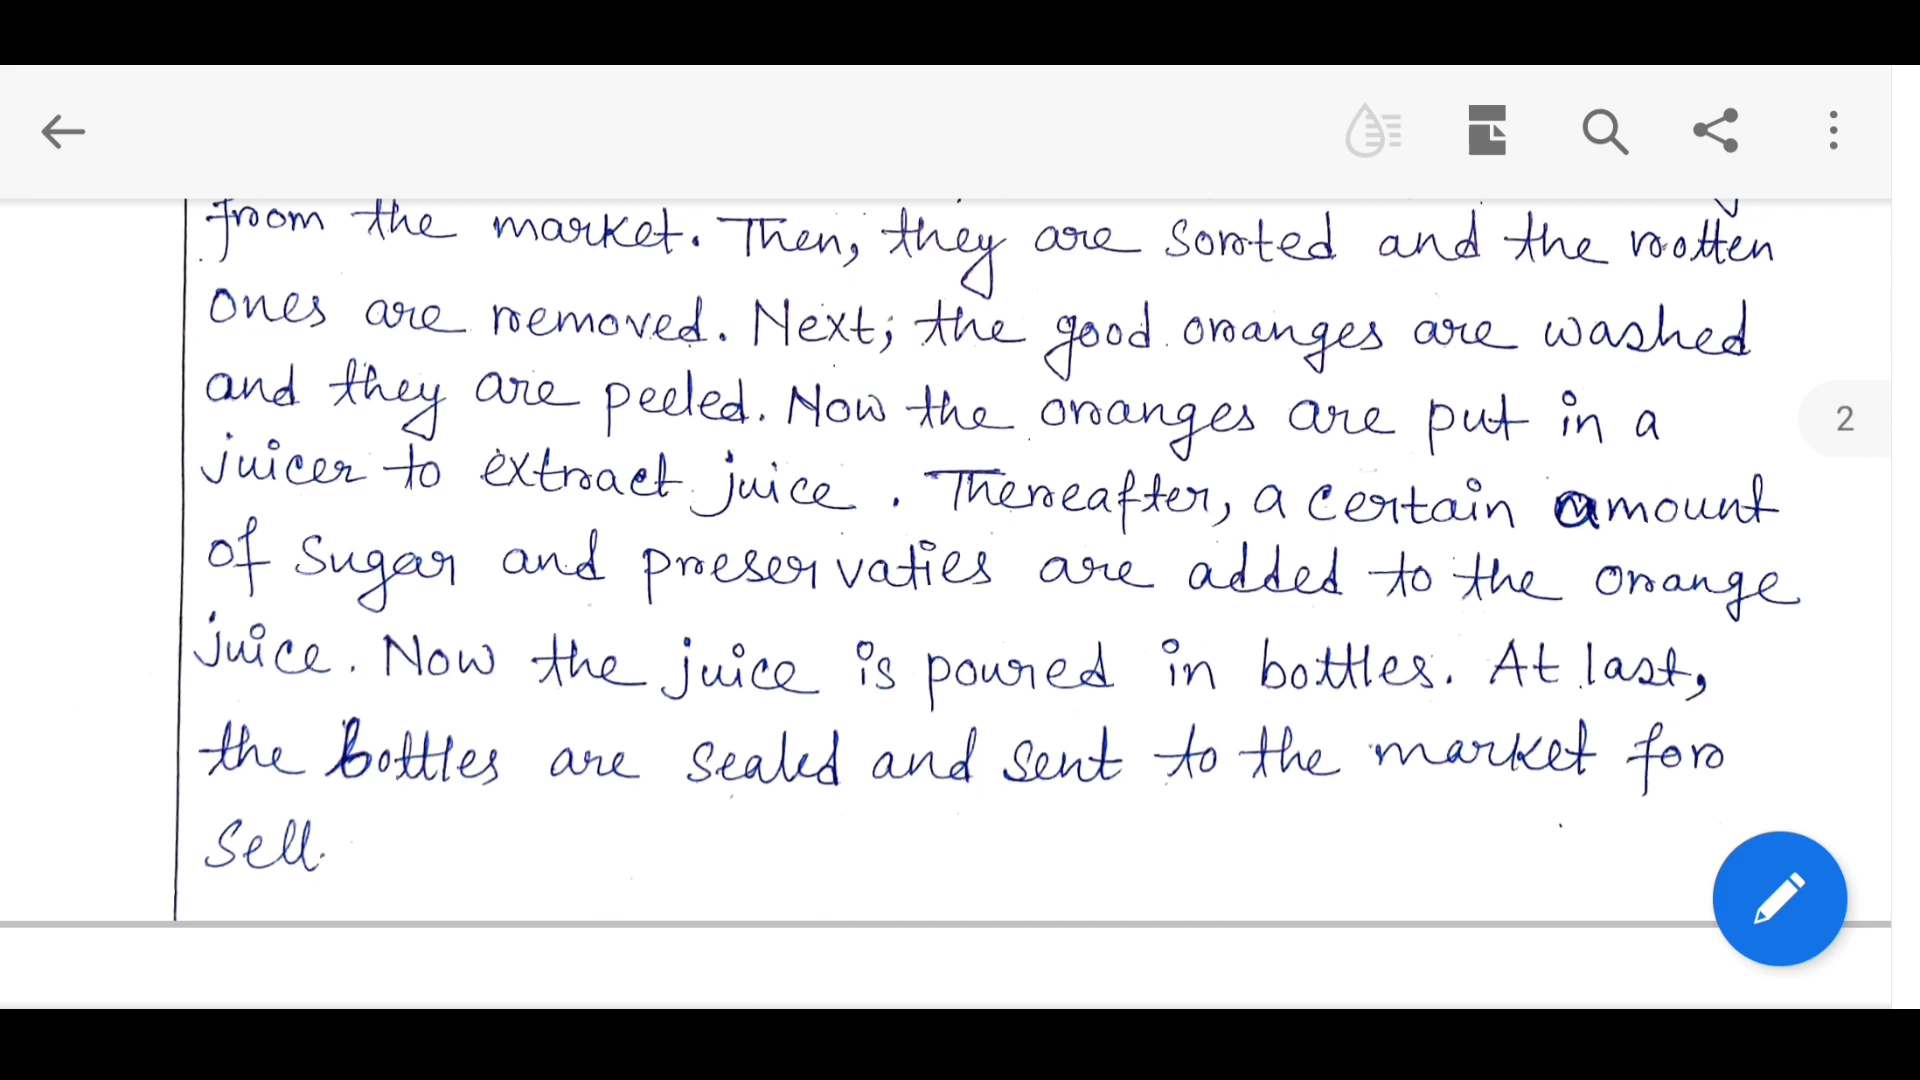 from the market. Then, they are sorted and the rotten
ones are removed. Next, the good oranges are washed
and they are peeled. Now the oranges are put in a
2
juicer to extract juice. Thereafter, a certain amount
of sugar and preservaties are added to the orange
juice. Now the juice is poured in bottles. At last,
the bottles are sealed and sent to the market for
sell.